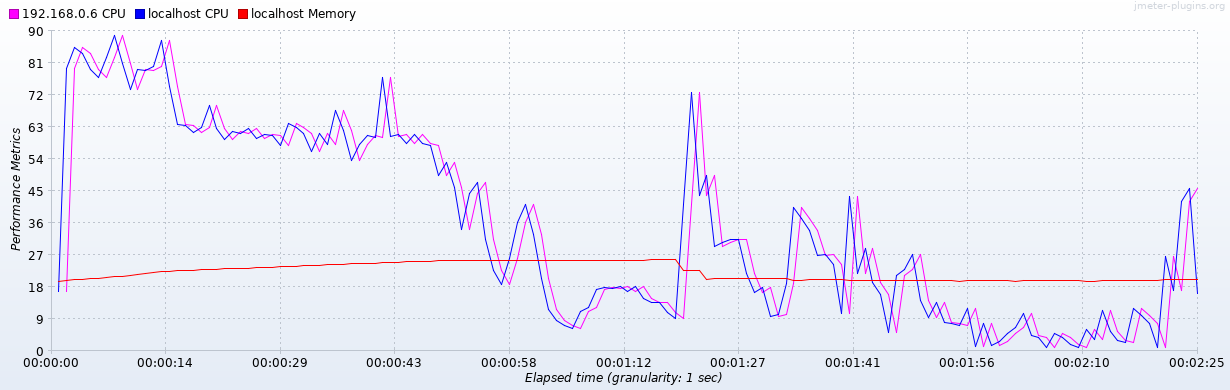 192.168.0.6 CPU localhost CPU localhost Memory
jmeter-plugins.org
Performance Metrics
90
81
72
63
54
45
36
27
18
9
0
00:00:00 00:00:14 00:00:29 00:00:43 00:00:58 00:01:12 00:01:27 00:01:41 00:01:56 00:02:10 00:02:25
Elapsed time (granularity: 1 sec)